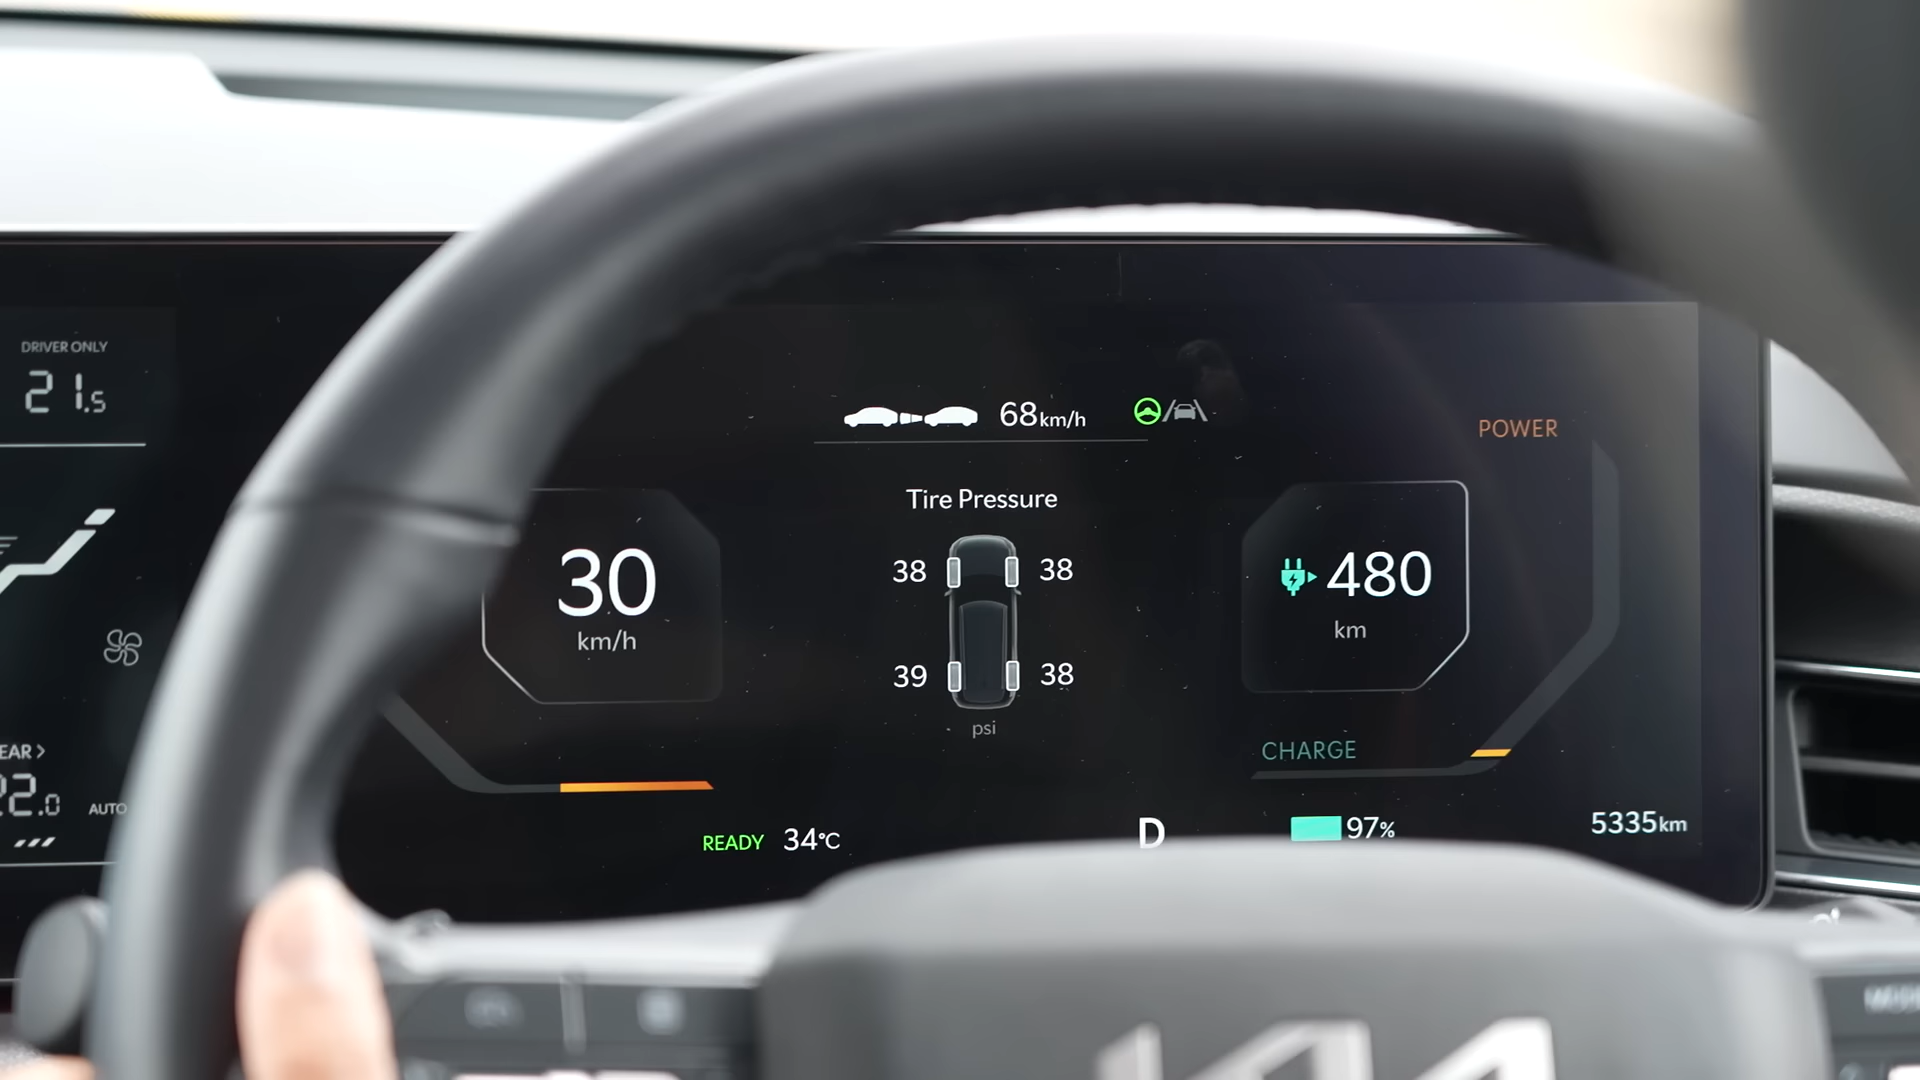 DRIVER ONLY
21.5
68km/h
POWER
Tire Pressure
38 38
30
km/h
480
km
39 38
psi
EAR >
22.0 AUTO
CHARGE
READY 34°C
D
97%
5335km
KIA